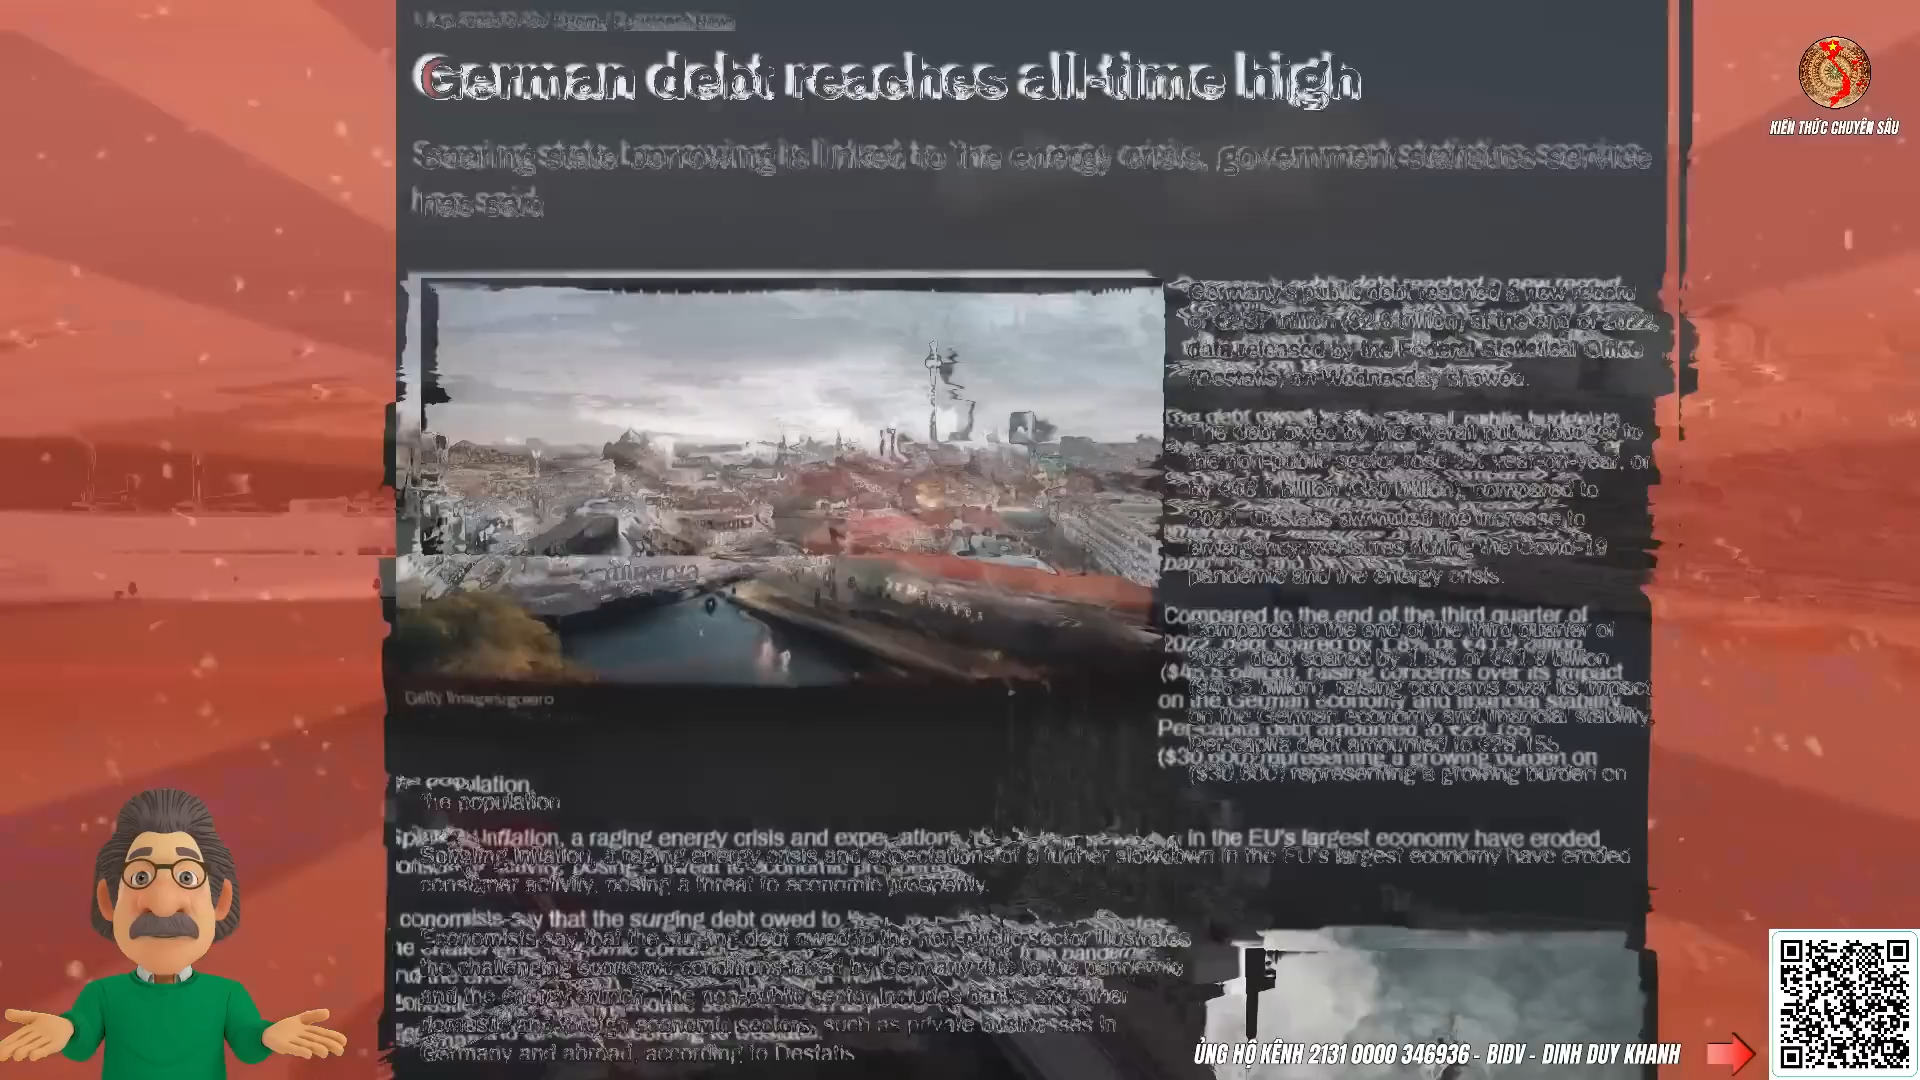 German debt reaches all-time high
Soaring state borrowing is linked to the energy crisis, government statistics service
has said
KIẾN THỨC CHUYÊN SÂU
Germany's public debt reached a new record
of €2.37 trillion ($2.6 trillion) at the end of 2022,
data released by the Federal Statistical Office
(Destatis) on Wednesday showed.
The debt owed by the overall public budget to
the non-public sector rose year-on-year, or
by billion billion), compared to
2021. Destatis attributed the increase to
emergency measures during the Covid-19
pandemic and the energy crisis.
Compared to the end of the third quarter of
2022, debt soared by 1.8% or €41.9 billion
billion), raising concerns over its impact
on the German economy and financial stability.
Per-capita debt amounted to €28,155
($30,600) representing a growing burden on
Getty Images
the population
Spiraling inflation, a raging energy crisis and expectations of a further slowdown in the EU's largest economy have eroded
consumer activity, posing a threat to economic prosperity.
Economists say that the surging debt owed to the non-public sector illustrates
the challenging economic conditions faced by Germany due to the pandemic
and the energy crunch. The non-public sector includes banks and other
domestic and foreign economic sectors, such as private businesses in
Germany and abroad, according to Destatis
ỦNG HỘ KÊNH 2131 0000 346936 - BIDV - DINH DUY KHANH